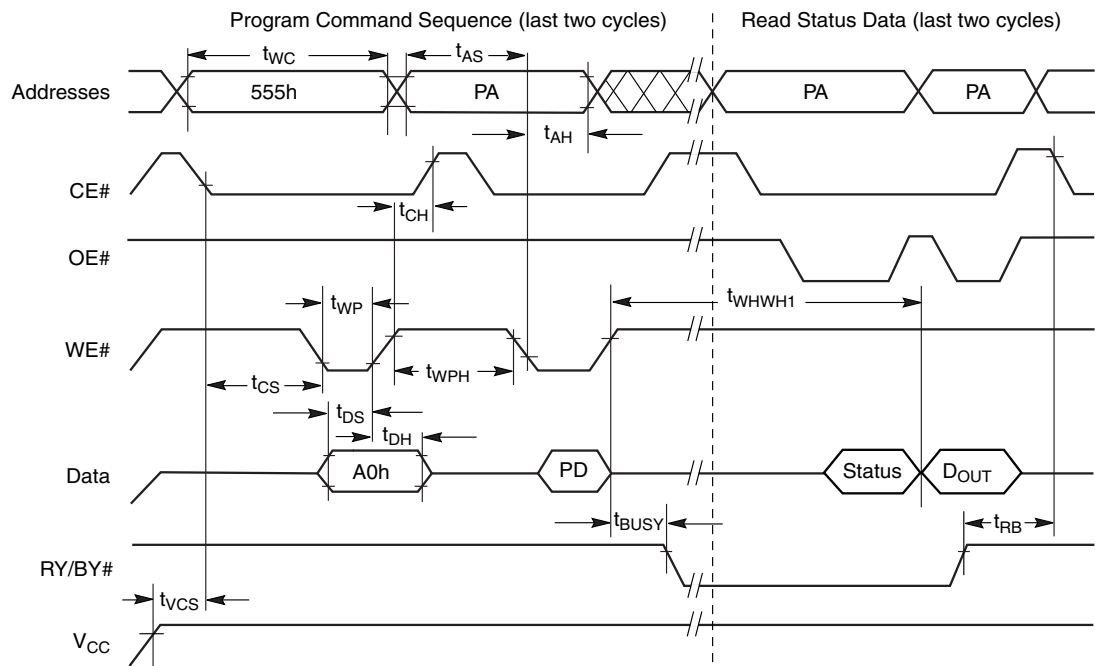 Program Command Sequence (last two cycles) Read Status Data (last two cycles)
tWC tAS
Addresses 555h PA PA PA
tAH
CE#
tCH
OE#
tWP tWHWH1
WE#
tCS tWPH
tDS
tDH
Data A0h PD Status DOUT
tBUSY tRB
RY/BY#
tVCS
VCC